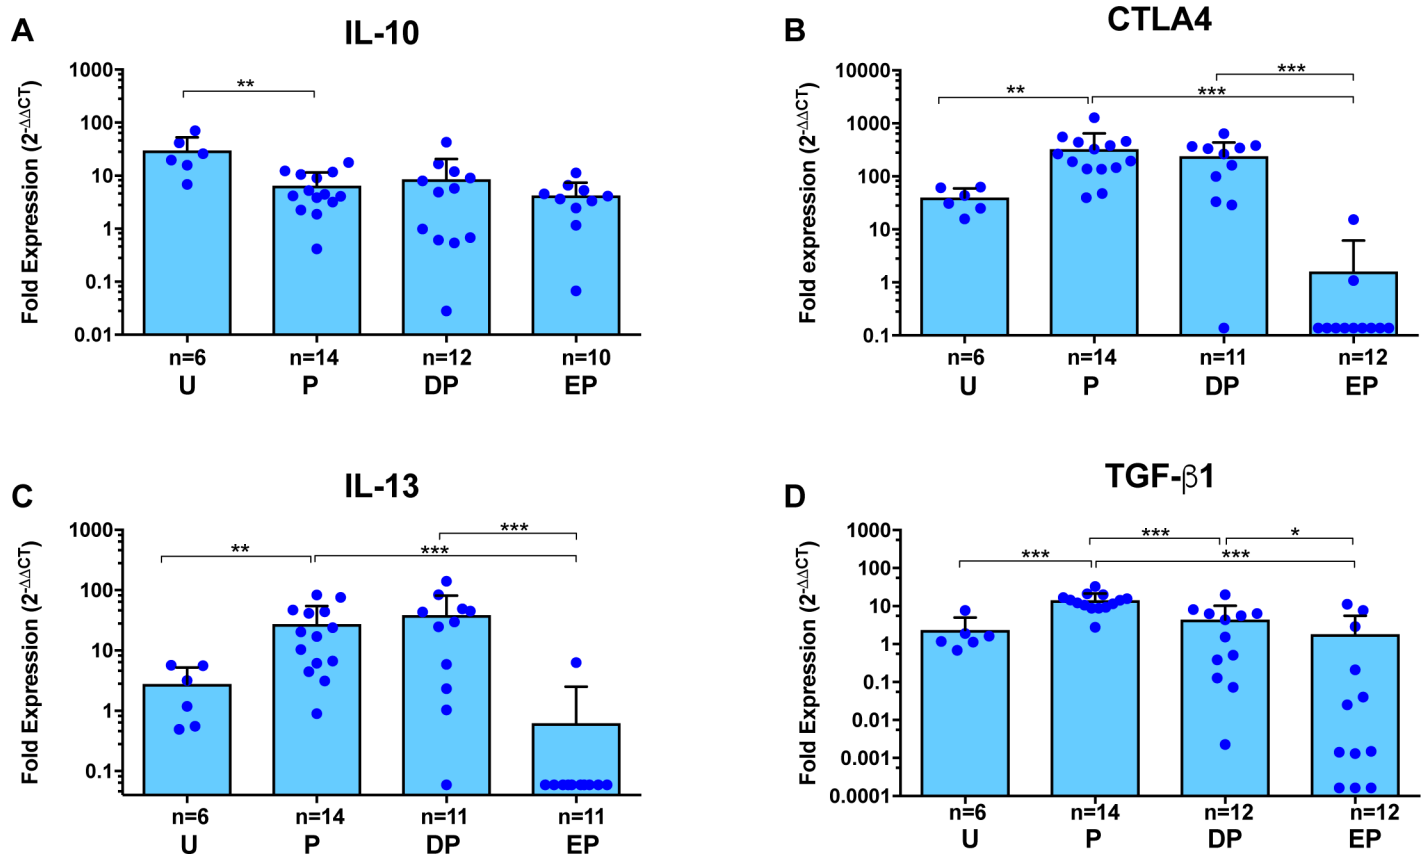 A
IL-10
Fold Expression (2-ΔΔCT)
1000
100
10
1
0.1
0.01
**
n=6
n=14
n=12
n=10
U
P
DP
EP
B
CTLA4
Fold expression (2-ΔΔCT)
10000
1000
100
10
1
0.1
**
***
***
n=6
n=14
n=11
n=12
U
P
DP
EP
C
IL-13
Fold Expression (2-ΔΔCT)
1000
100
10
1
0.1
**
***
***
n=6
n=14
n=11
n=11
U
P
DP
EP
D
TGF-β1
Fold Expression (2-ΔΔCT)
1000
100
10
1
0.1
0.01
0.001
0.0001
***
***
*
***
n=6
n=14
n=12
n=12
U
P
DP
EP